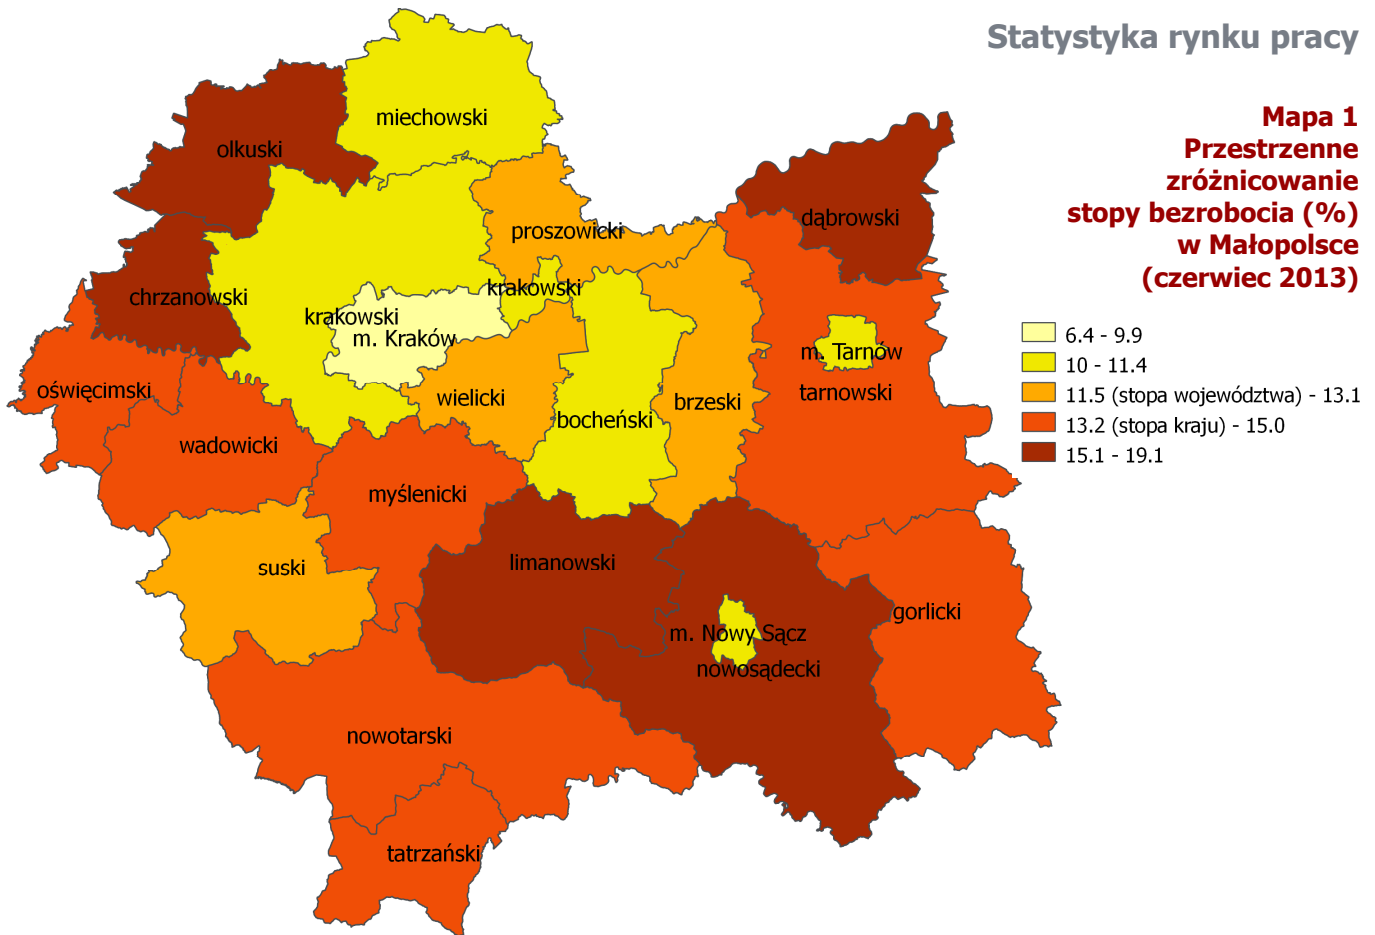 Statystyka rynku pracy
Mapa 1
Przestrzenne
zróżnicowanie
stopy bezrobocia (%)
w Małopolsce
(czerwiec 2013)
6.4 - 9.9
10 - 11.4
11.5 (stopa województwa) - 13.1
13.2 (stopa kraju) - 15.0
15.1 - 19.1
miechowski
olkuski
dąbrowski
proszowicki
krakowski
chrzanowski
krakowski
m. Kraków
m. Tarnów
oświęcimski
wielicki
brzeski
tarnowski
bocheński
wadowicki
myślenicki
limanowski
suski
gorlicki
m. Nowy Sącz
nowosądecki
nowotarski
tatrzański